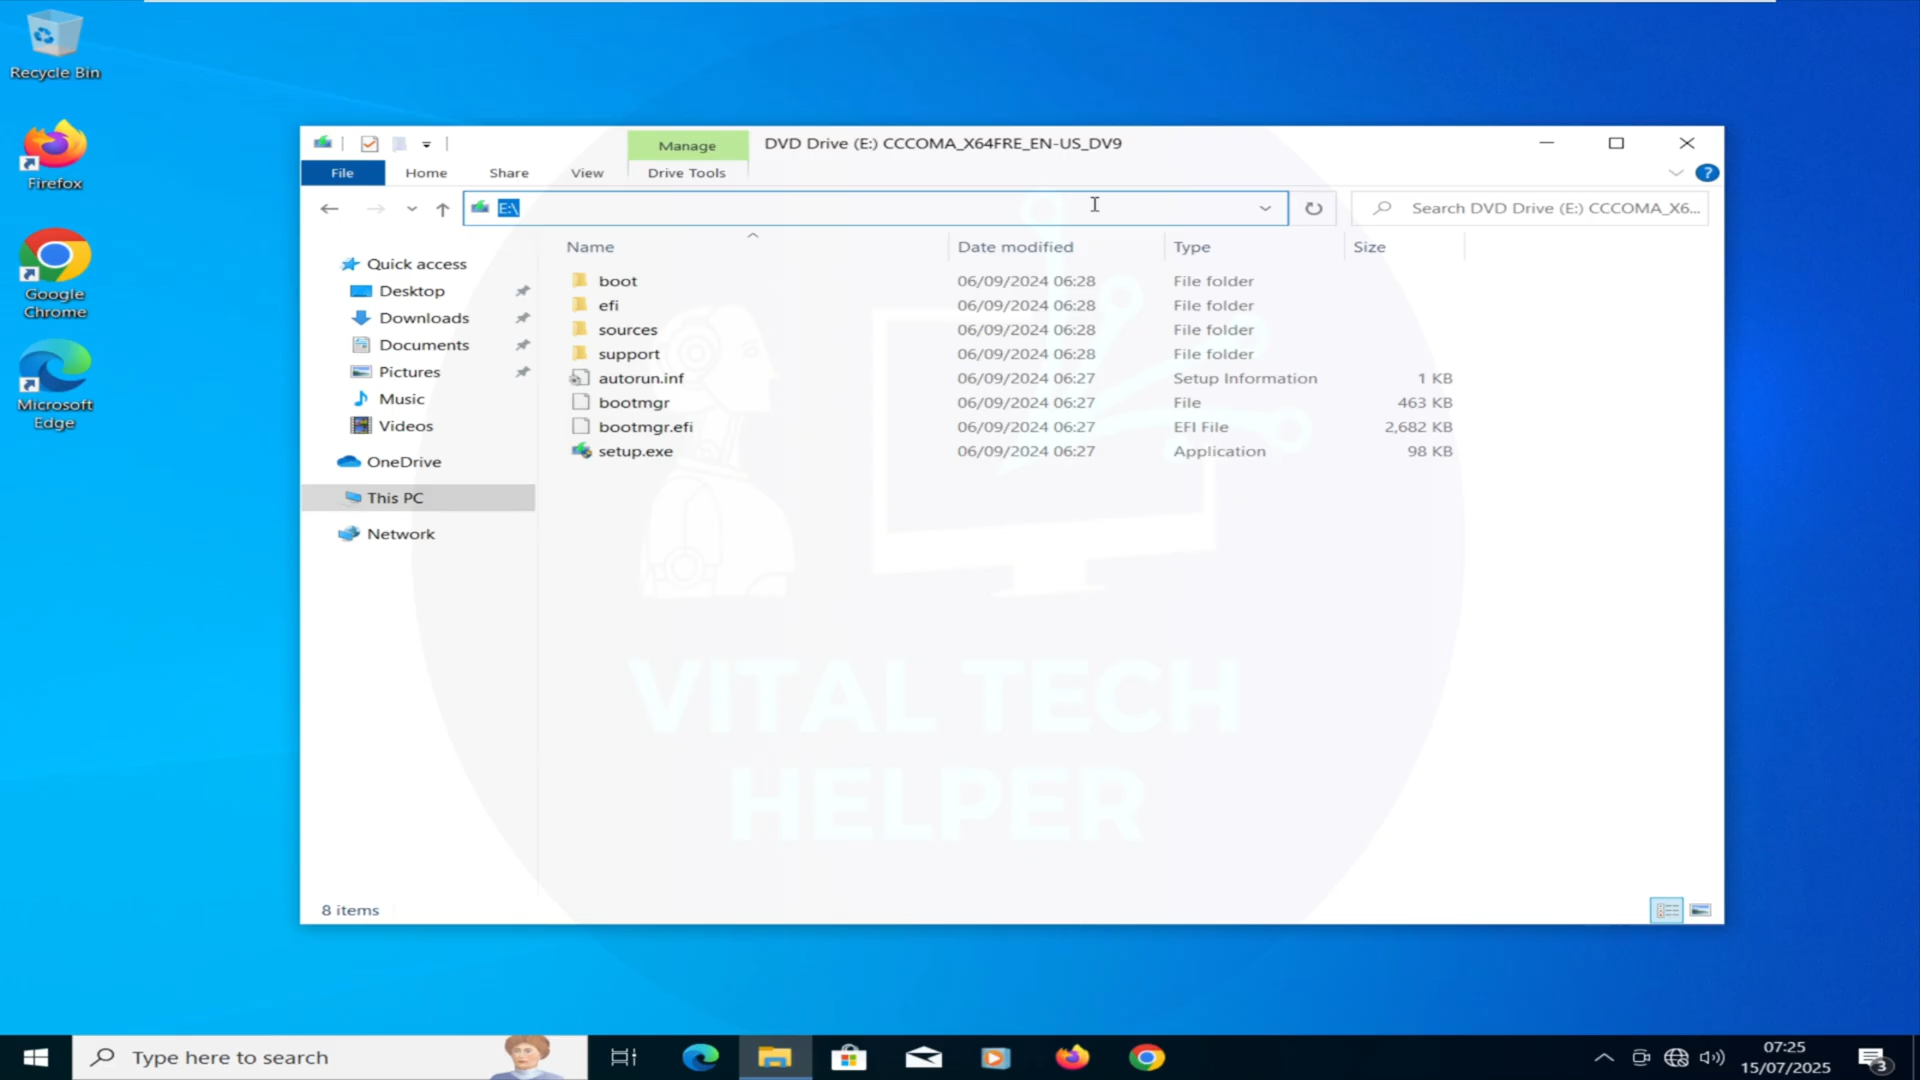 Recycle Bin
Firefox
Google
Chrome
Microsoft
Edge
Manage
DVD Drive (E:) CCCOMA_X64FRE_EN-US_DV9
File
Home
Share
View
Drive Tools
?
E:\
Search DVD Drive (E:) CCCOMA_X6...
Name
Date modified
Type
Size
Quick access
Desktop
Downloads
Documents
Pictures
Music
Videos
OneDrive
This PC
Network
boot 06/09/2024 06:28 File folder
efi 06/09/2024 06:28 File folder
sources 06/09/2024 06:28 File folder
support 06/09/2024 06:28 File folder
autorun.inf 06/09/2024 06:27 Setup Information 1 KB
bootmgr 06/09/2024 06:27 File 463 KB
bootmgr.efi 06/09/2024 06:27 EFI File 2,682 KB
setup.exe 06/09/2024 06:27 Application 98 KB
VITAL TECH
HELPER
8 items
Type here to search
07:25
15/07/2025
3